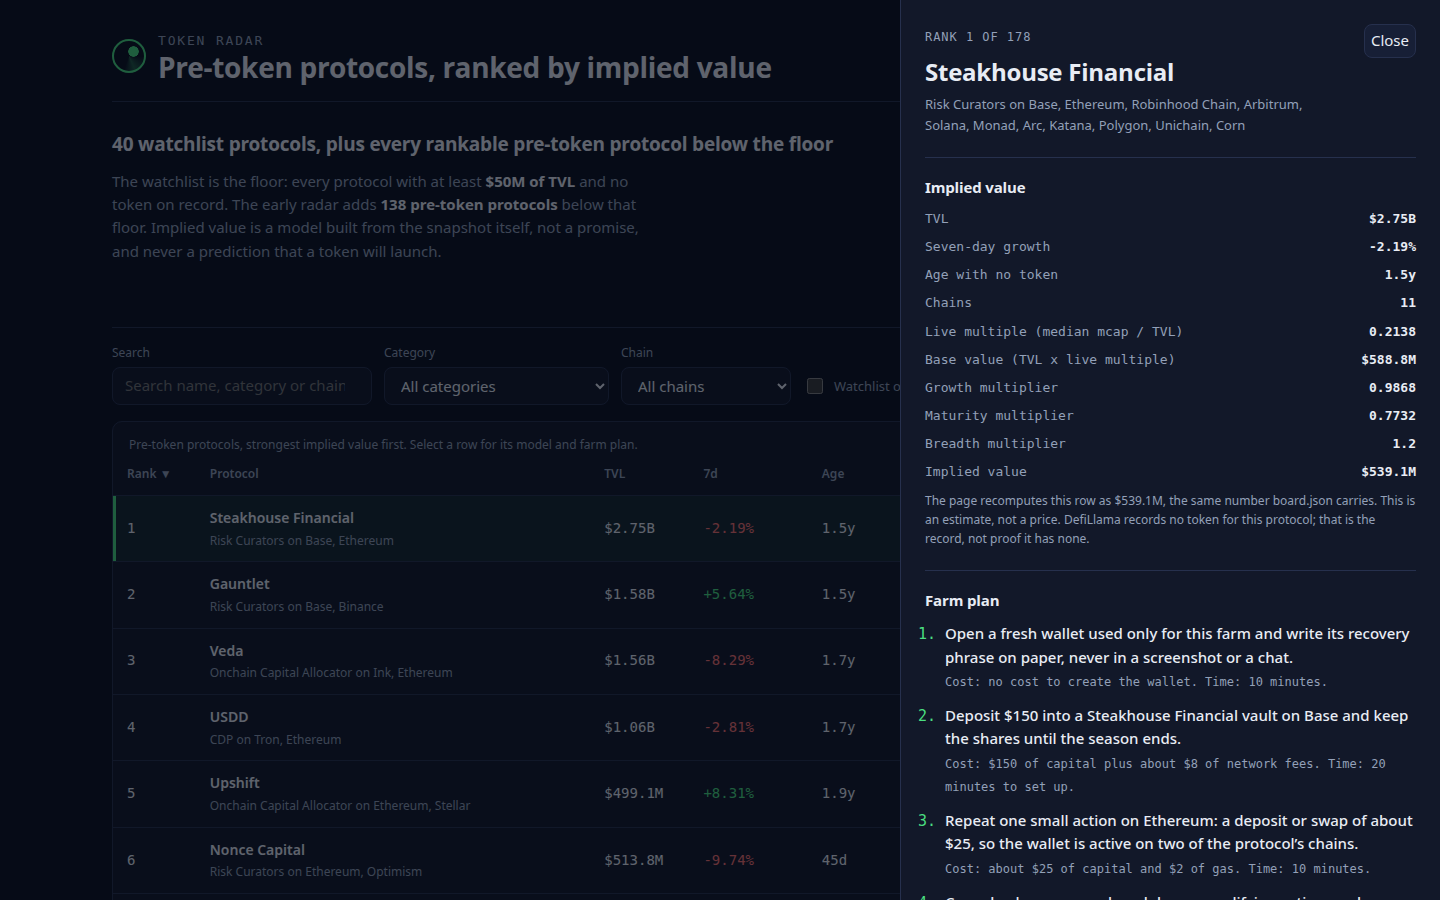 TOKEN RADAR
Pre-token protocols, ranked by implied value
40 watchlist protocols, plus every rankable pre-token protocol below the floor
The watchlist is the floor: every protocol with at least $50M of TVL and no
token on record. The early radar adds 138 pre-token protocols below that
floor. Implied value is a model built from the snapshot itself, not a promise,
and never a prediction that a token will launch.
Search
Category
Chain
Search name, category or chain
All categories
All chains
Watchlist o
Pre-token protocols, strongest implied value first. Select a row for its model and farm plan.
Rank ▼ Protocol TVL 7d Age
1 Steakhouse Financial $2.75B -2.19% 1.5y
Risk Curators on Base, Ethereum
2 Gauntlet $1.58B +5.64% 1.5y
Risk Curators on Base, Binance
3 Veda $1.56B -8.29% 1.7y
Onchain Capital Allocator on Ink, Ethereum
4 USDD $1.06B -2.81% 1.7y
CDP on Tron, Ethereum
5 Upshift $499.1M +8.31% 1.9y
Onchain Capital Allocator on Ethereum, Stellar
6 Nonce Capital $513.8M -9.74% 45d
Risk Curators on Ethereum, Optimism
RANK 1 OF 178
Close
Steakhouse Financial
Risk Curators on Base, Ethereum, Robinhood Chain, Arbitrum,
Solana, Monad, Arc, Katana, Polygon, Unichain, Corn
Implied value
TVL $2.75B
Seven-day growth -2.19%
Age with no token 1.5y
Chains 11
Live multiple (median mcap / TVL) 0.2138
Base value (TVL x live multiple) $588.8M
Growth multiplier 0.9868
Maturity multiplier 0.7732
Breadth multiplier 1.2
Implied value $539.1M
The page recomputes this row as $539.1M, the same number board.json carries. This is
an estimate, not a price. DefiLlama records no token for this protocol; that is the
record, not proof it has none.
Farm plan
1. Open a fresh wallet used only for this farm and write its recovery
phrase on paper, never in a screenshot or a chat.
Cost: no cost to create the wallet. Time: 10 minutes.
2. Deposit $150 into a Steakhouse Financial vault on Base and keep
the shares until the season ends.
Cost: $150 of capital plus about $8 of network fees. Time: 20
minutes to set up.
3. Repeat one small action on Ethereum: a deposit or swap of about
$25, so the wallet is active on two of the protocol's chains.
Cost: about $25 of capital and $2 of gas. Time: 10 minutes.